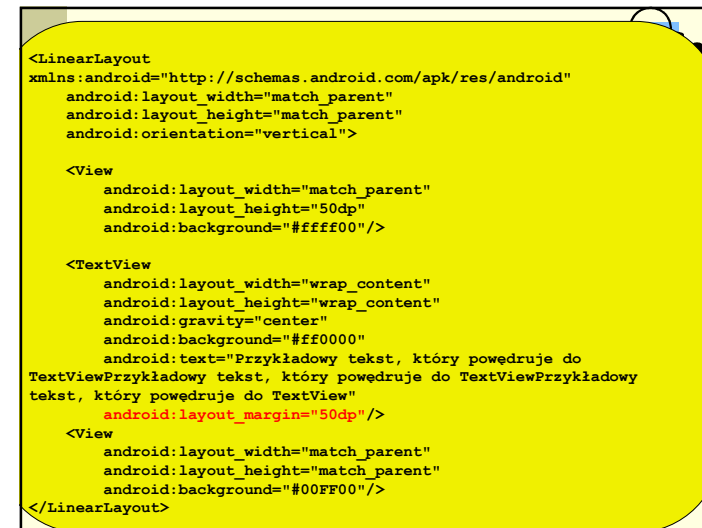 <LinearLayout
xmlns:android="http://schemas.android.com/apk/res/android"
    android:layout_width="match_parent"
    android:layout_height="match_parent"
    android:orientation="vertical">

    <View
        android:layout_width="match_parent"
        android:layout_height="50dp"
        android:background="#ffff00"/>

    <TextView
        android:layout_width="wrap_content"
        android:layout_height="wrap_content"
        android:gravity="center"
        android:background="#ff0000"
        android:text="Przykładowy tekst, który powędruje do
TextViewPrzykładowy tekst, który powędruje do TextViewPrzykładowy
tekst, który powędruje do TextView"
        android:layout_margin="50dp"/>
    <View
        android:layout_width="match_parent"
        android:layout_height="match_parent"
        android:background="#00FF00"/>
</LinearLayout>